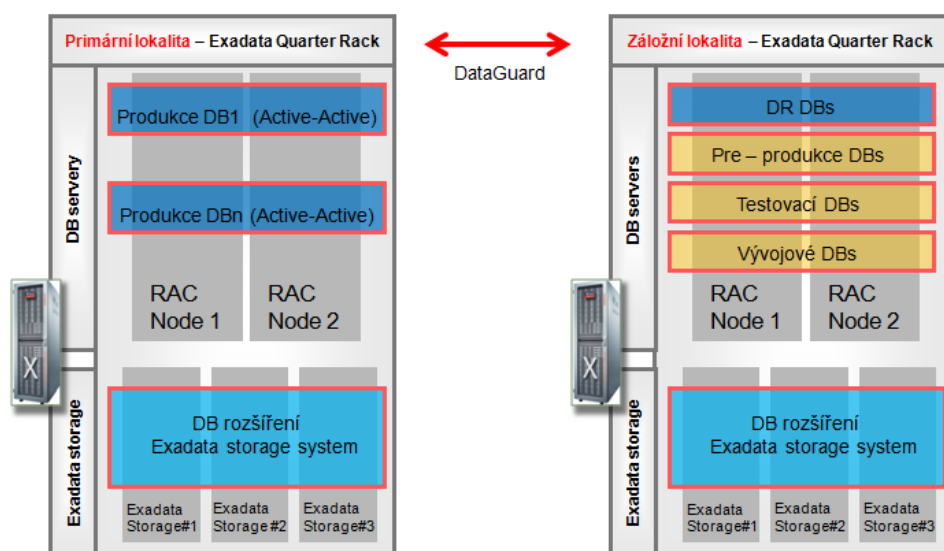 Primární lokalita – Exadata Quarter Rack
DB servery
Produkce DB1 (Active-Active)
Produkce DBn (Active-Active)
RAC
Node 1
RAC
Node 2
X
Exadata storage
DB rozšíření
Exadata storage system
Exadata
Storage#1
Exadata
Storage #2
Exadata
Storage#3
DataGuard
Záložní lokalita – Exadata Quarter Rack
DB servers
DR DBs
Pre – produkce DBs
Testovací DBs
Vývojové DBs
RAC
Node 1
RAC
Node 2
X
Exadata storage
DB rozšíření
Exadata storage system
Exadata
Storage#1
Exadata
Storage #2
Exadata
Storage#3